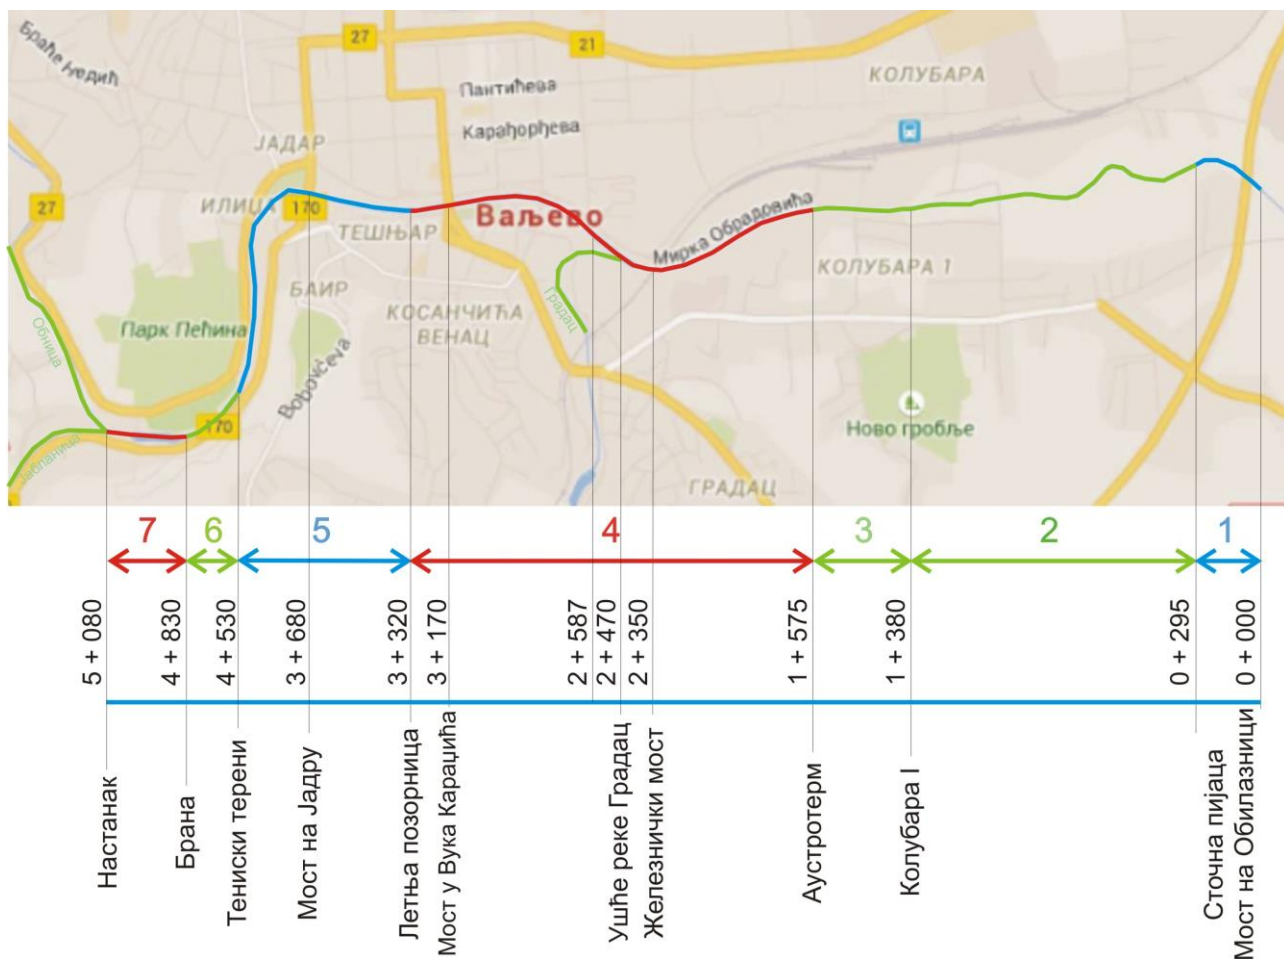 27
21
КОЛУБАРА
Браће Недић
Пантићева
Карађорђева
ЈАДАР
27
ИЛИЦА
170
Ваљево
ТЕШЊАР
Мирка Обрадовића
КОЛУБАРА 1
БАИР
КОСАНЧИЋА
ВЕНАЦ
Градац
Обница
Парк Пећина
170
Јабланица
Ново гробље
ГРАДАЦ
7
6
5
4
3
2
1
5 + 080
4 + 830
4 + 530
3 + 680
3 + 320
3 + 170
2 + 587
2 + 470
2 + 350
1 + 575
1 + 380
0 + 295
0 + 000
Настанак
Брана
Тениски терени
Мост на Јадру
Летња позорница
Мост у Вука Караџића
Ушће реке Градац
Железнички мост
Аустротерм
Колубара I
Сточна пијаца
Мост на Обилазници